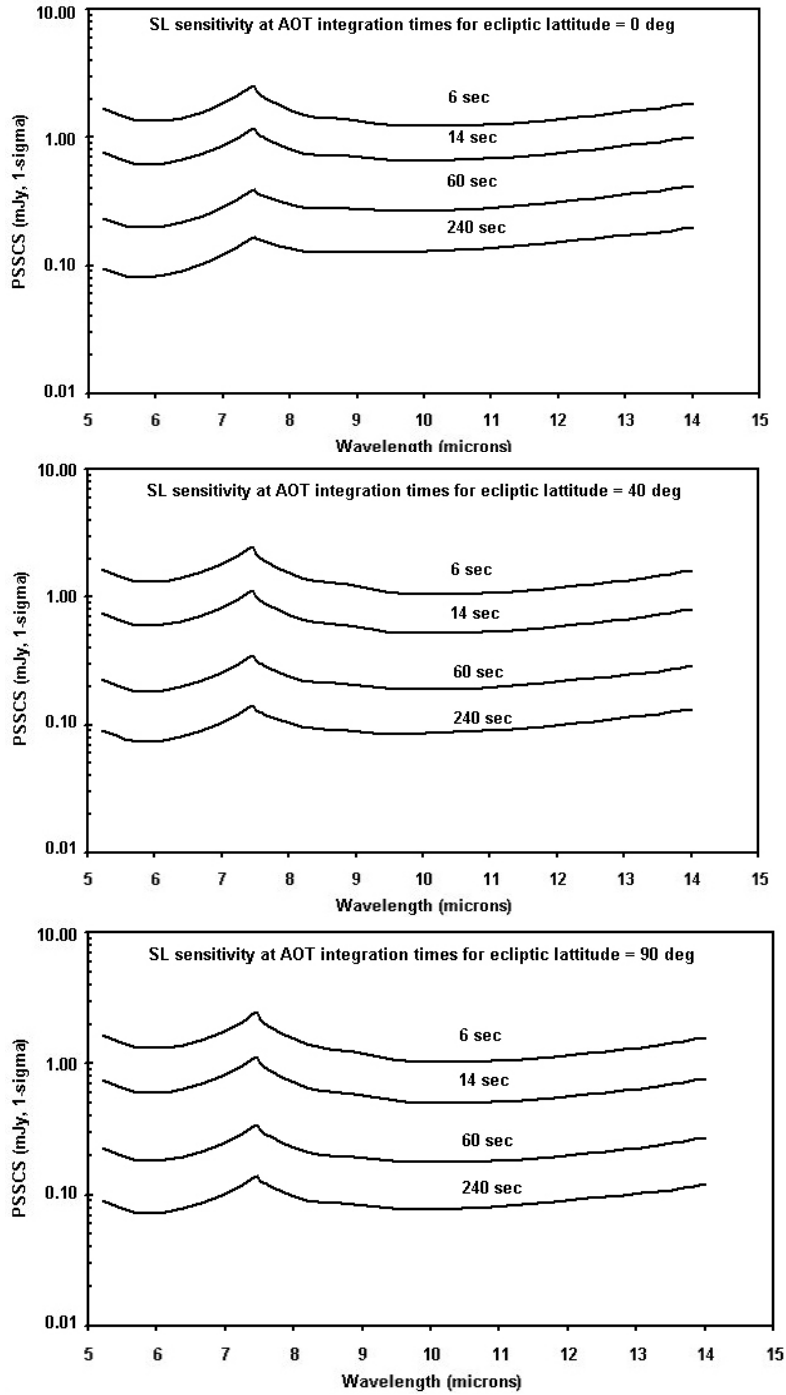 SL sensitivity at AOT integration times for ecliptic lattitude = 0 deg
PSSCS (mJy, 1-sigma)
10.00
1.00
0.10
0.01
6 sec
14 sec
60 sec
240 sec
5 6 7 8 9 10 11 12 13 14 15
Wavelength (microns)
SL sensitivity at AOT integration times for ecliptic lattitude = 40 deg
PSSCS (mJy, 1-sigma)
10.00
1.00
0.10
0.01
6 sec
14 sec
60 sec
240 sec
5 6 7 8 9 10 11 12 13 14 15
Wavelength (microns)
SL sensitivity at AOT integration times for ecliptic lattitude = 90 deg
PSSCS (mJy, 1-sigma)
10.00
1.00
0.10
0.01
6 sec
14 sec
60 sec
240 sec
5 6 7 8 9 10 11 12 13 14 15
Wavelength (microns)